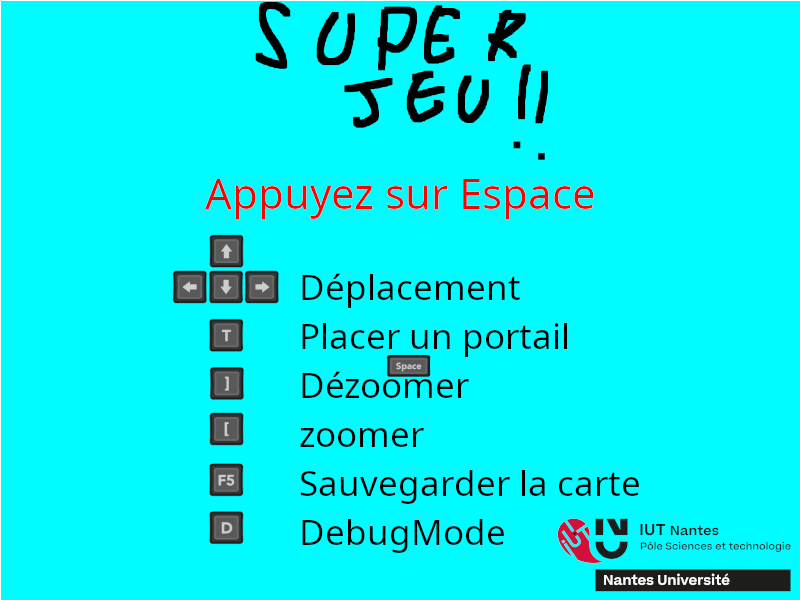 SUPER
JEU!!
Appuyez sur Espace
Déplacement
T Placer un portail
Space
] Dézoomer
[ zoomer
F5 Sauvegarder la carte
D DebugMode
IUT Nantes
Pôle Sciences et technologie
Nantes Université